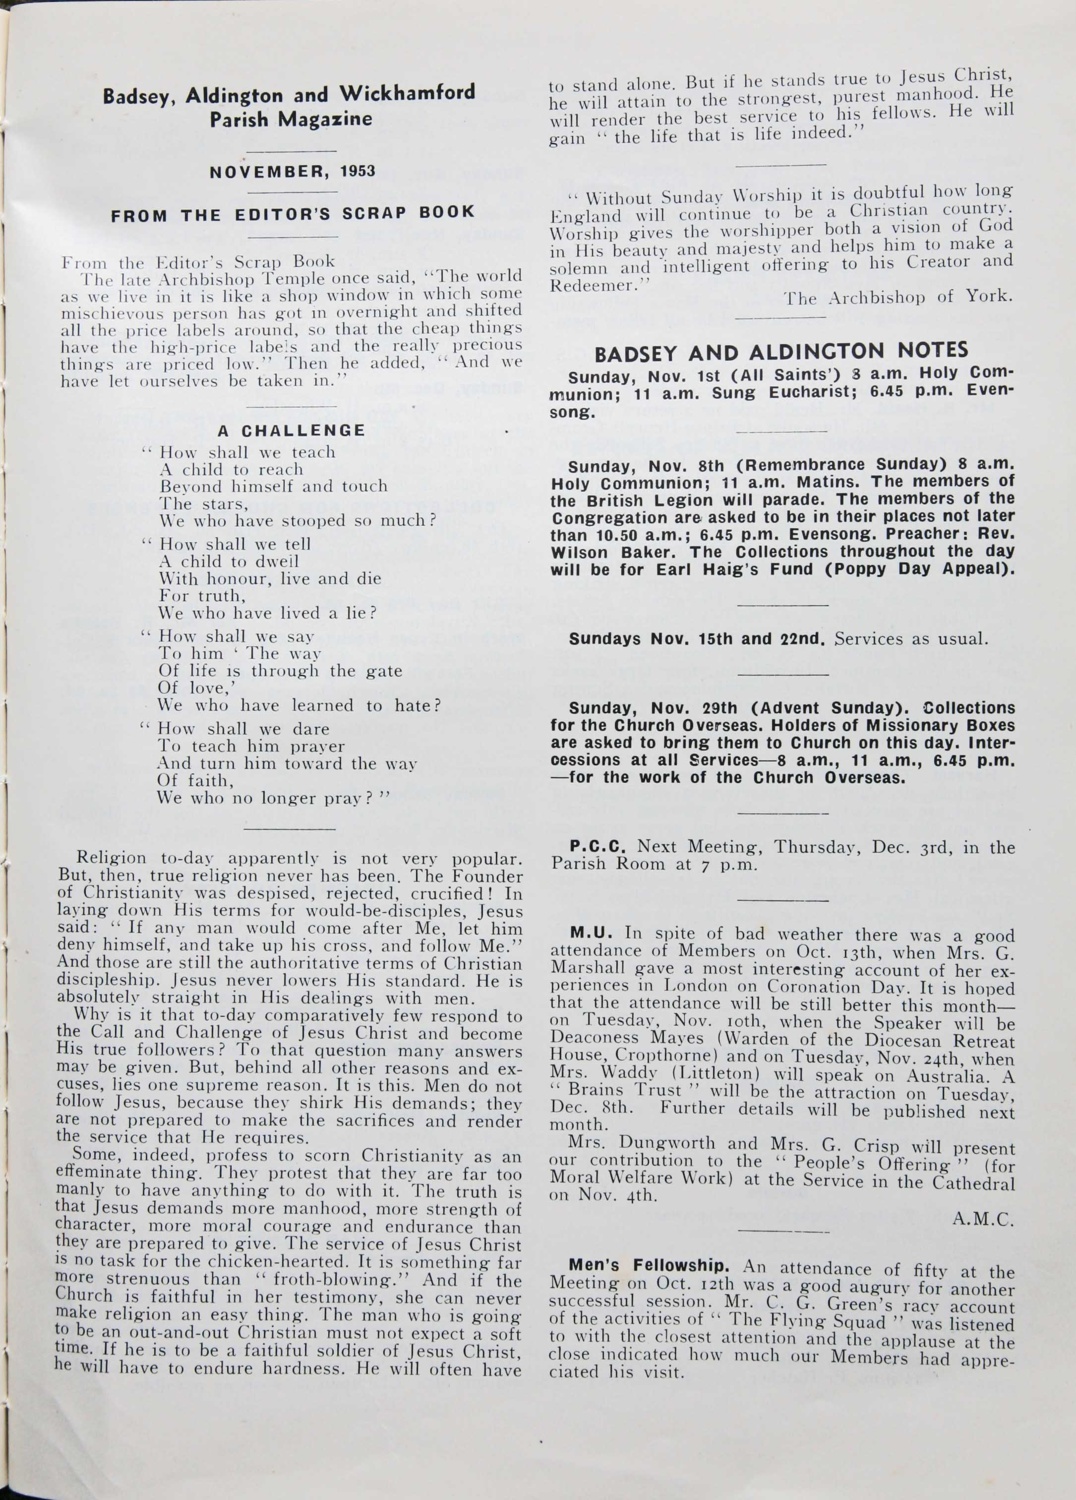 Badsey, Aldington and Wickhamford
Parish Magazine
NOVEMBER, 1953
FROM THE EDITOR'S SCRAP BOOK
From the Editor's Scrap Book
The late Archbishop Temple once said, "The world
as we live in it is like a shop window in which some
mischievous person has got in overnight and shifted
all the price labels around, so that the cheap things
have the high-price labels and the really precious
things are priced low." Then he added, "And we
have let ourselves be taken in."
A CHALLENGE
"How shall we teach
A child to reach
Beyond himself and touch
The stars,
We who have stooped so much?
"How shall we tell
A child to dwell
With honour, live and die
For truth,
We who have lived a lie?
"How shall we say
To him 'The way
Of life is through the gate
Of love,'
We who have learned to hate?
"How shall we dare
To teach him prayer
And turn him toward the way
Of faith,
We who no longer pray?"
Religion to-day apparently is not very popular.
But, then, true religion never has been. The Founder
of Christianity was despised, rejected, crucified! In
laying down His terms for would-be-disciples, Jesus
said: "If any man would come after Me, let him
deny himself, and take up his cross, and follow Me."
And those are still the authoritative terms of Christian
discipleship. Jesus never lowers His standard. He is
absolutely straight in His dealings with men.
Why is it that to-day comparatively few respond to
the Call and Challenge of Jesus Christ and become
His true followers? To that question many answers
may be given. But, behind all other reasons and ex-
cuses, lies one supreme reason. It is this. Men do not
follow Jesus, because they shirk His demands; they
are not prepared to make the sacrifices and render
the service that He requires.
Some, indeed, profess to scorn Christianity as an
effeminate thing. They protest that they are far too
manly to have anything to do with it. The truth is
that Jesus demands more manhood, more strength of
character, more moral courage and endurance than
they are prepared to give. The service of Jesus Christ
is no task for the chicken-hearted. It is something far
more strenuous than "froth-blowing." And if the
Church is faithful in her testimony, she can never
make religion an easy thing. The man who is going
to be an out-and-out Christian must not expect a soft
time. If he is to be a faithful soldier of Jesus Christ,
he will have to endure hardness. He will often have
to stand alone. But if he stands true to Jesus Christ,
he will attain to the strongest, purest manhood. He
will render the best service to his fellows. He will
gain "the life that is life indeed."
"Without Sunday Worship it is doubtful how long
England will continue to be a Christian country.
Worship gives the worshipper both a vision of God
in His beauty and majesty and helps him to make a
solemn and intelligent offering to his Creator and
Redeemer."
The Archbishop of York.
BADSEY AND ALDINGTON NOTES
Sunday, Nov. 1st (All Saints') 8 a.m. Holy Com-
munion; 11 a.m. Sung Eucharist; 6.45 p.m. Even-
song.
Sunday, Nov. 8th (Remembrance Sunday) 8 a.m.
Holy Communion; 11 a.m. Matins. The members of
the British Legion will parade. The members of the
Congregation are asked to be in their places not later
than 10.50 a.m.; 6.45 p.m. Evensong. Preacher: Rev.
Wilson Baker. The Collections throughout the day
will be for Earl Haig's Fund (Poppy Day Appeal).
Sundays Nov. 15th and 22nd. Services as usual.
Sunday, Nov. 29th (Advent Sunday). Collections
for the Church Overseas. Holders of Missionary Boxes
are asked to bring them to Church on this day. Inter-
cessions at all Services—8 a.m., 11 a.m., 6.45 p.m.
—for the work of the Church Overseas.
P.C.C. Next Meeting, Thursday, Dec. 3rd, in the
Parish Room at 7 p.m.
M.U. In spite of bad weather there was a good
attendance of Members on Oct. 13th, when Mrs. G.
Marshall gave a most interesting account of her ex-
periences in London on Coronation Day. It is hoped
that the attendance will be still better this month—
on Tuesday, Nov. 10th, when the Speaker will be
Deaconess Mayes (Warden of the Diocesan Retreat
House, Cropthorne) and on Tuesday, Nov. 24th, when
Mrs. Waddy (Littleton) will speak on Australia. A
"Brains Trust" will be the attraction on Tuesday,
Dec. 8th. Further details will be published next
month.
Mrs. Dungworth and Mrs. G. Crisp will present
our contribution to the "People's Offering" (for
Moral Welfare Work) at the Service in the Cathedral
on Nov. 4th.
A.M.C.
Men's Fellowship. An attendance of fifty at the
Meeting on Oct. 12th was a good augury for another
successful session. Mr. C. G. Green's racy account
of the activities of "The Flying Squad" was listened
to with the closest attention and the applause at the
close indicated how much our Members had appre-
ciated his visit.